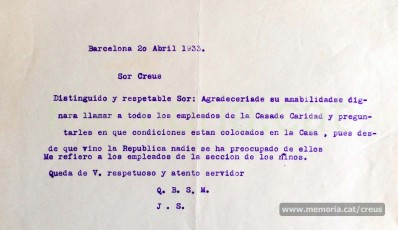 Barcelona 2o Abril 1933.
Sor Creus
Distinguido y respetable Sor: Agradeceriade su amabilidadse dig-
nara llamar a todos los empleados de la Casade Caridad y pregun-
tarles en que condiciones estan colocados en la Casa , pues des-
de que vino la Republica nadie se ha preocupado de ellos
Me refiero a los empleados de la seccion de los niños.
Queda de V. respetuoso y atento servidor
Q. B. S. M.
J . S.
www.memoria.cat/creus